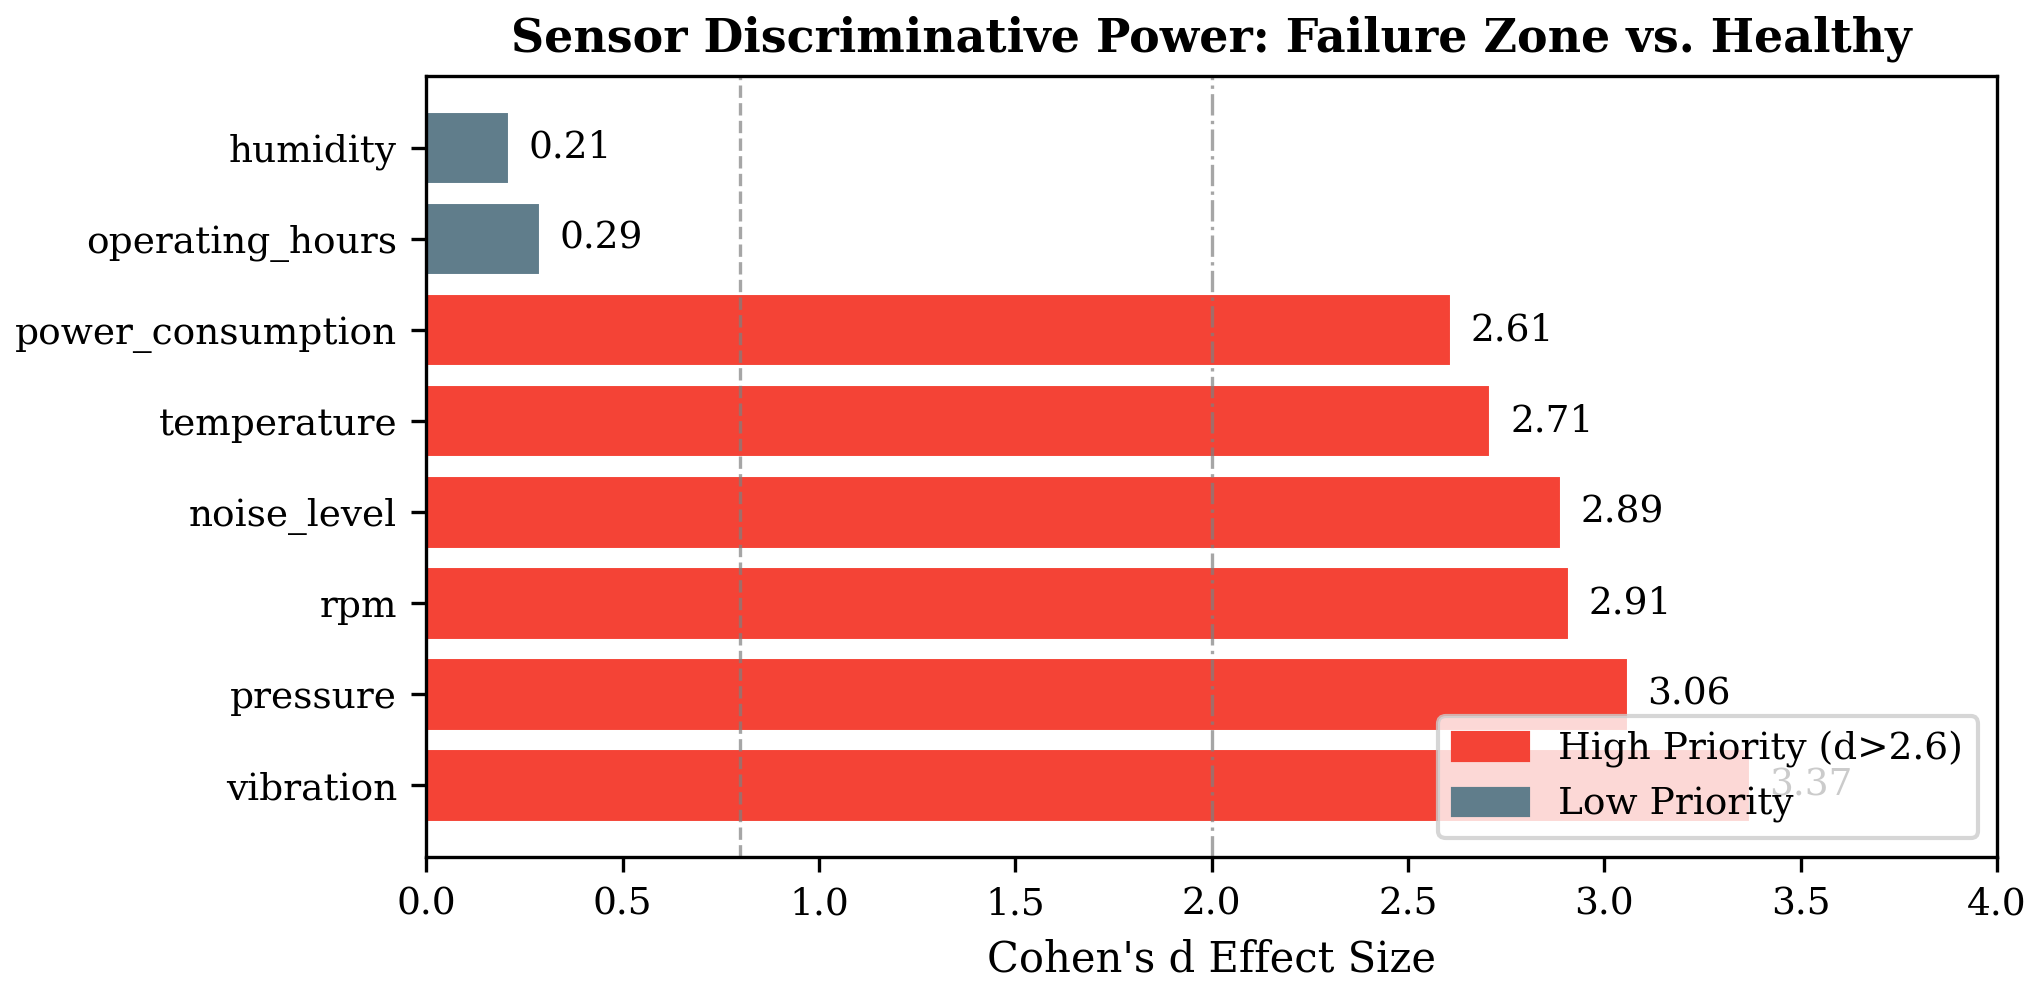 Sensor Discriminative Power: Failure Zone vs. Healthy
humidity 0.21
operating_hours 0.29
power_consumption 2.61
temperature 2.71
noise_level 2.89
rpm 2.91
pressure 3.06
High Priority (d>2.6)
vibration 3.37
Low Priority
0.0 0.5 1.0 1.5 2.0 2.5 3.0 3.5 4.0
Cohen's d Effect Size